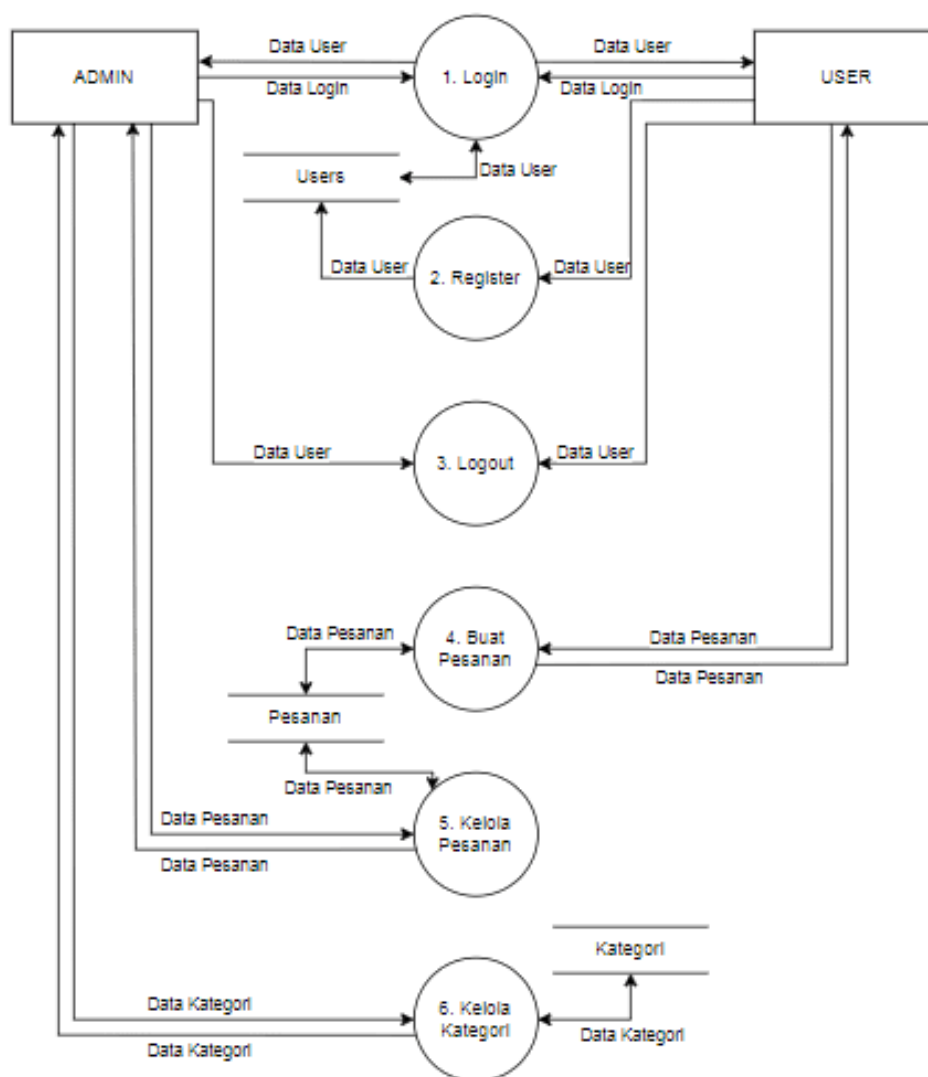 Data User
Data User
ADMIN
1. Login
USER
Data Login
Data Login
Users
Data User
Data User
2. Register
Data User
Data User
3. Logout
Data User
Data Pesanan
4. Buat
Pesanan
Data Pesanan
Data Pesanan
Pesanan
Data Pesanan
Data Pesanan
5. Kelola
Pesanan
Data Pesanan
Kategori
Data Kategori
6. Kelola
Kategori
Data Kategori
Data Kategori